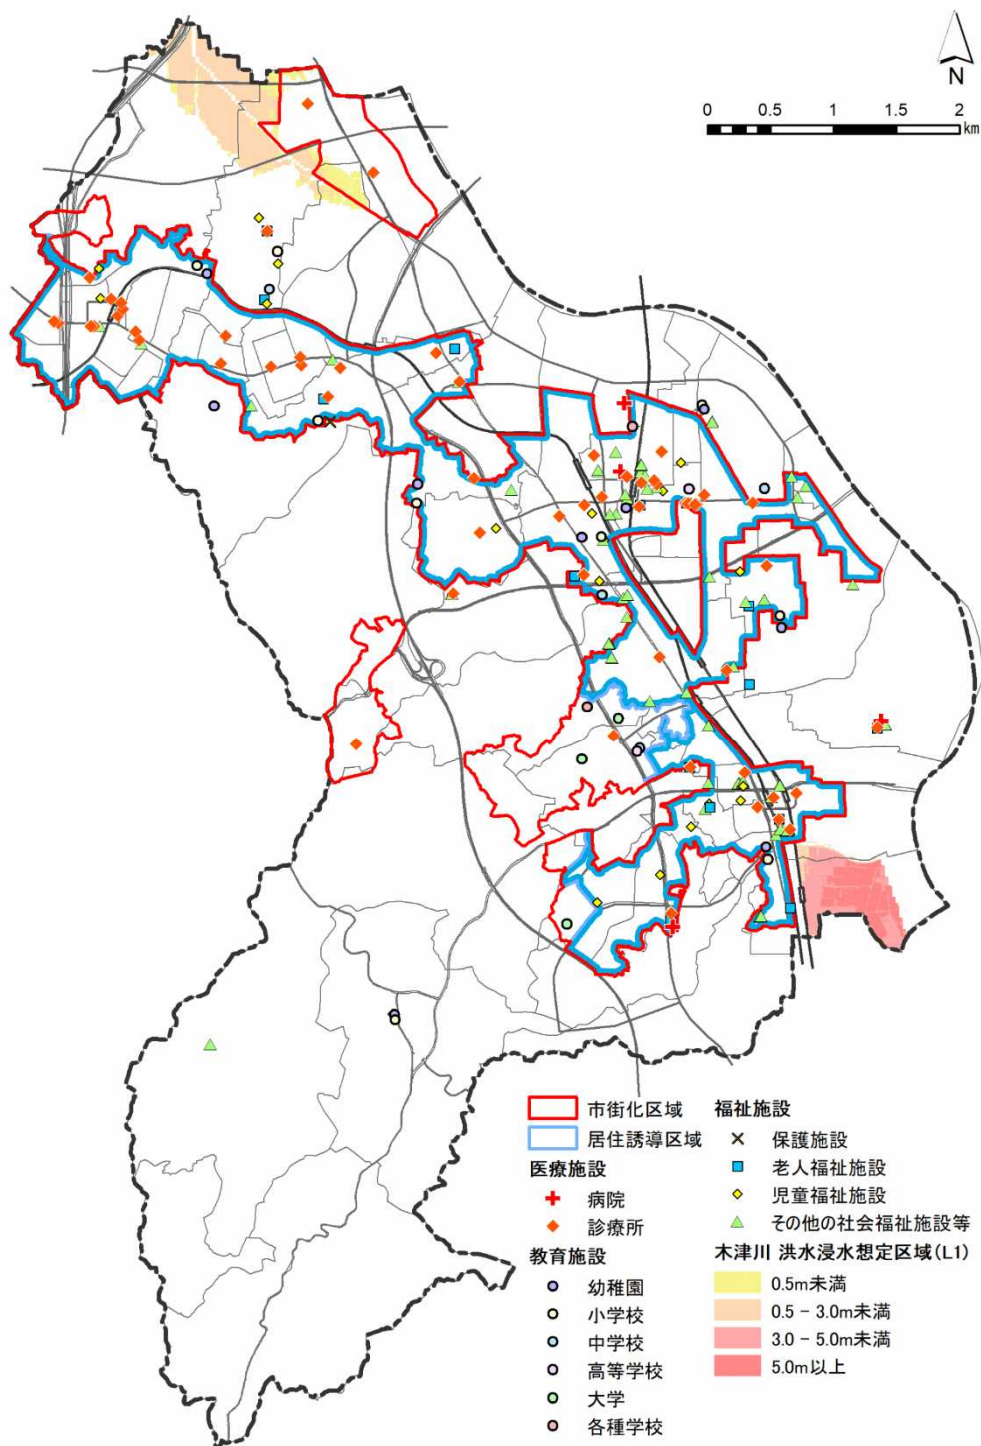 N
0 0.5 1 1.5 2
km
市街化区域
居住誘導区域
医療施設
病院
診療所
教育施設
幼稚園
小学校
中学校
高等学校
大学
各種学校
福祉施設
保護施設
老人福祉施設
児童福祉施設
その他の社会福祉施設等
木津川 洪水浸水想定区域(L1)
0.5m未満
0.5 - 3.0m未満
3.0 - 5.0m未満
5.0m以上